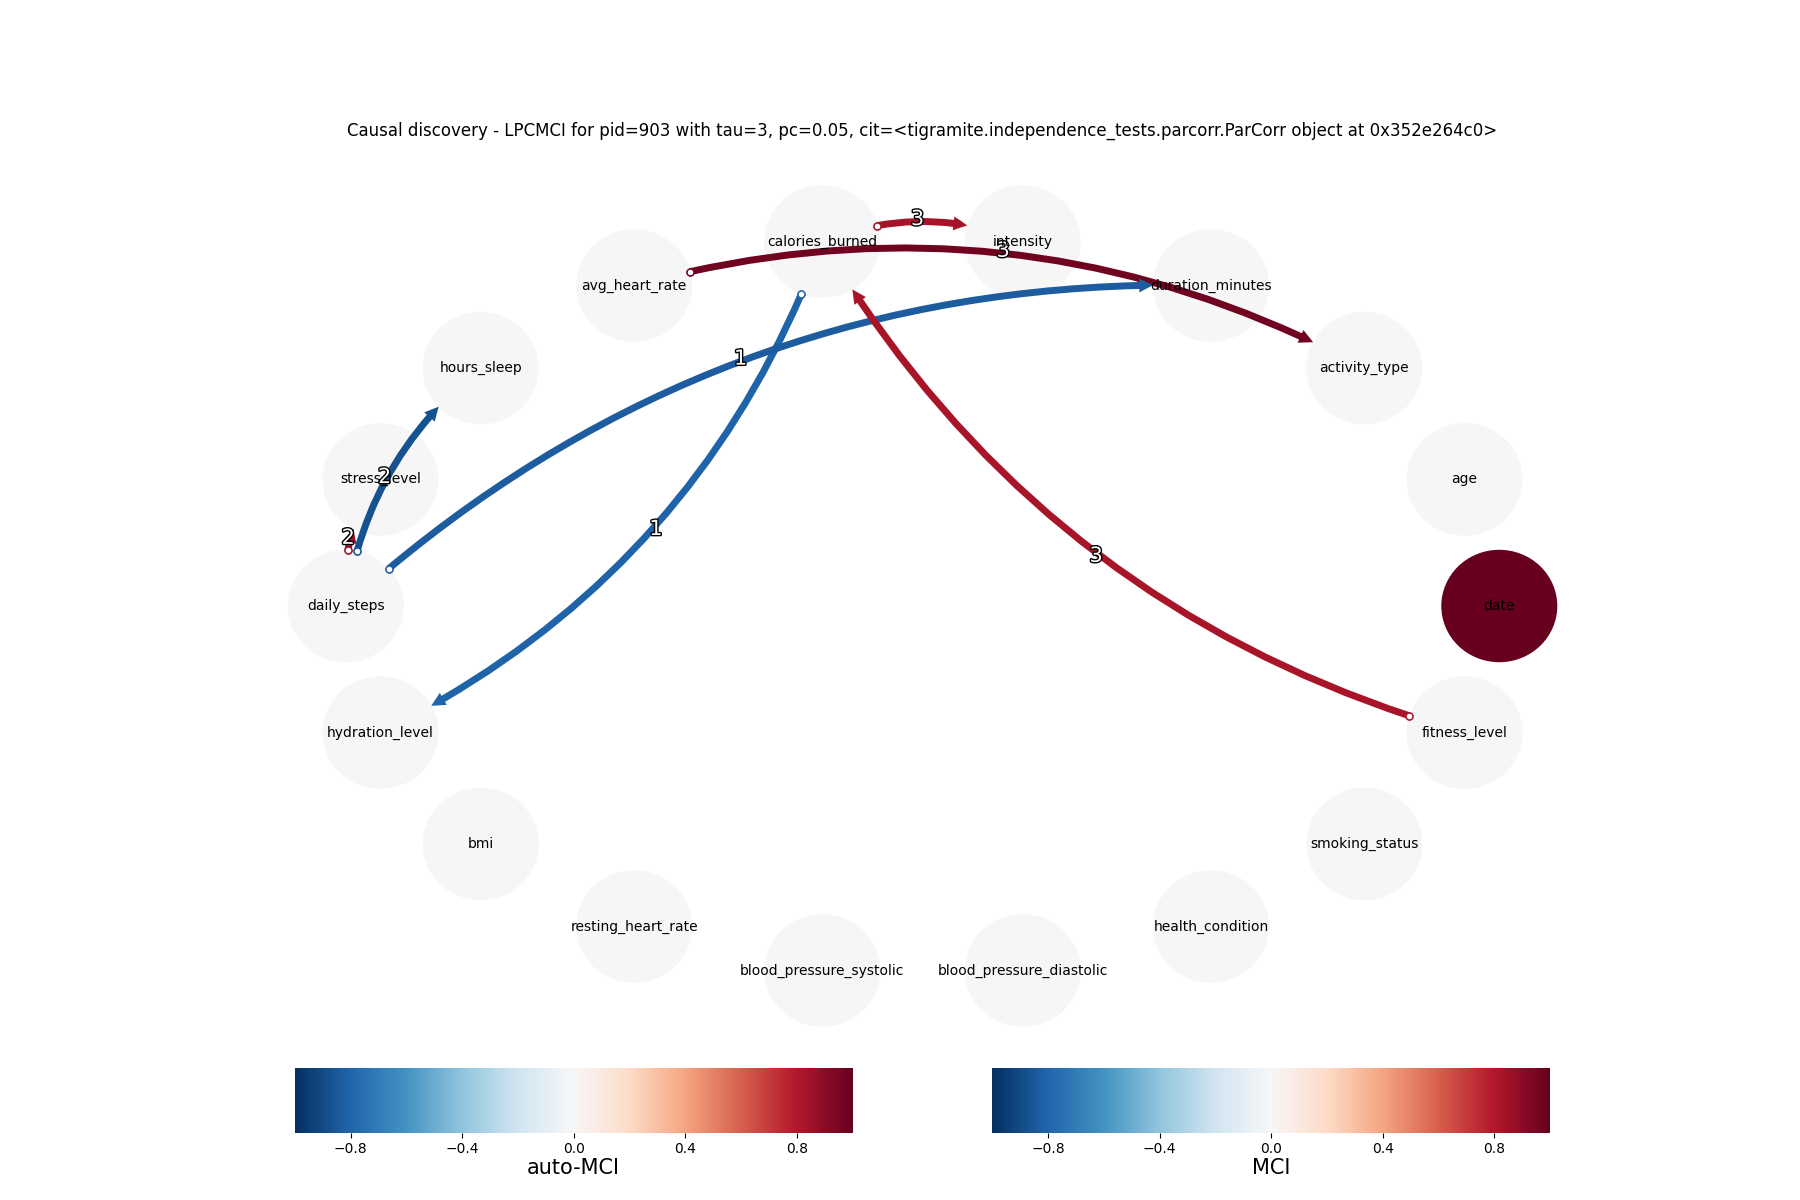 Causal discovery - LPCMCI for pid=903 with tau=3, pc=0.05, cit=<tigramite.independence_tests.parcorr.ParCorr object at 0x352e264c0>
3
calories_burned
intensity
3
avg_heart_rate
duration_minutes
1
hours_sleep
activity_type
2
stress_level
age
1
2
3
daily_steps
date
hydration_level
fitness_level
bmi
smoking_status
resting_heart_rate
health_condition
blood_pressure_systolic
blood_pressure_diastolic
−0.8 −0.4 0.0 0.4 0.8
auto-MCI
−0.8 −0.4 0.0 0.4 0.8
MCI